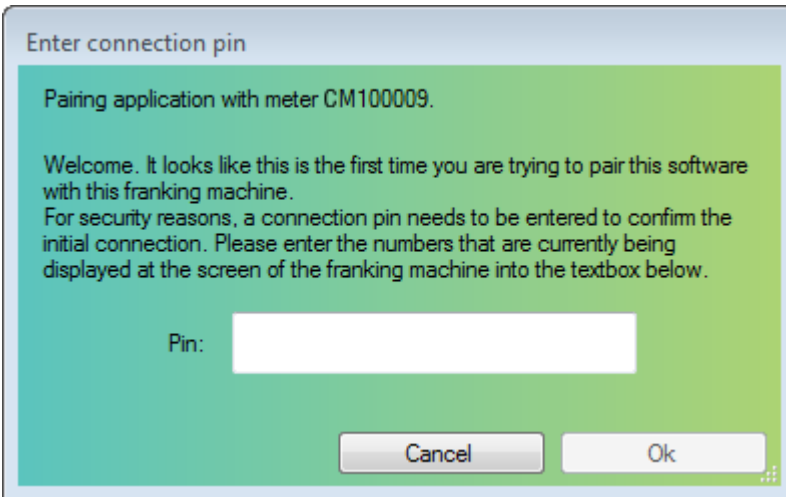 Enter connection pin
Pairing application with meter CM100009.
Welcome. It looks like this is the first time you are trying to pair this software
with this franking machine.
For security reasons, a connection pin needs to be entered to confirm the
initial connection. Please enter the numbers that are currently being
displayed at the screen of the franking machine into the textbox below.
Pin:
Cancel Ok